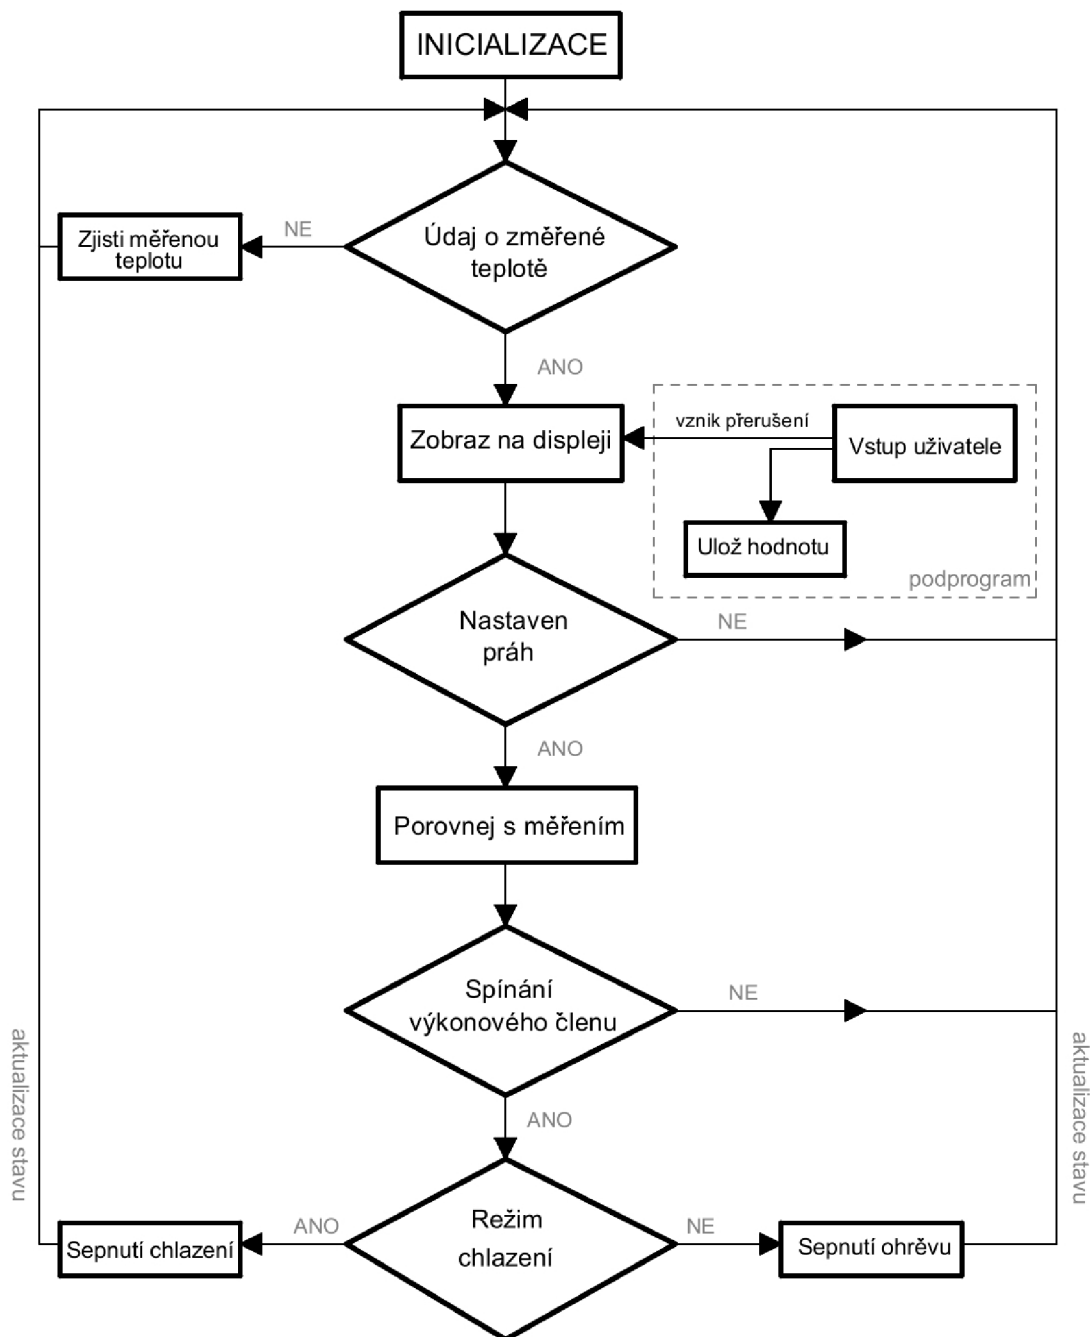 INICIALIZACE
Údaj o změřené
teplotě
NE
Zjisti měřenou
teplotu
ANO
Zobraz na displeji
vznik přerušení
Vstup uživatele
Ulož hodnotu
podprogram
Nastaven
práh
NE
ANO
Porovnej s měřením
Spínání
výkonového členu
NE
ANO
aktualizace stavu
aktualizace stavu
Režim
chlazení
ANO
NE
Sepnutí chlazení
Sepnutí ohrěvu